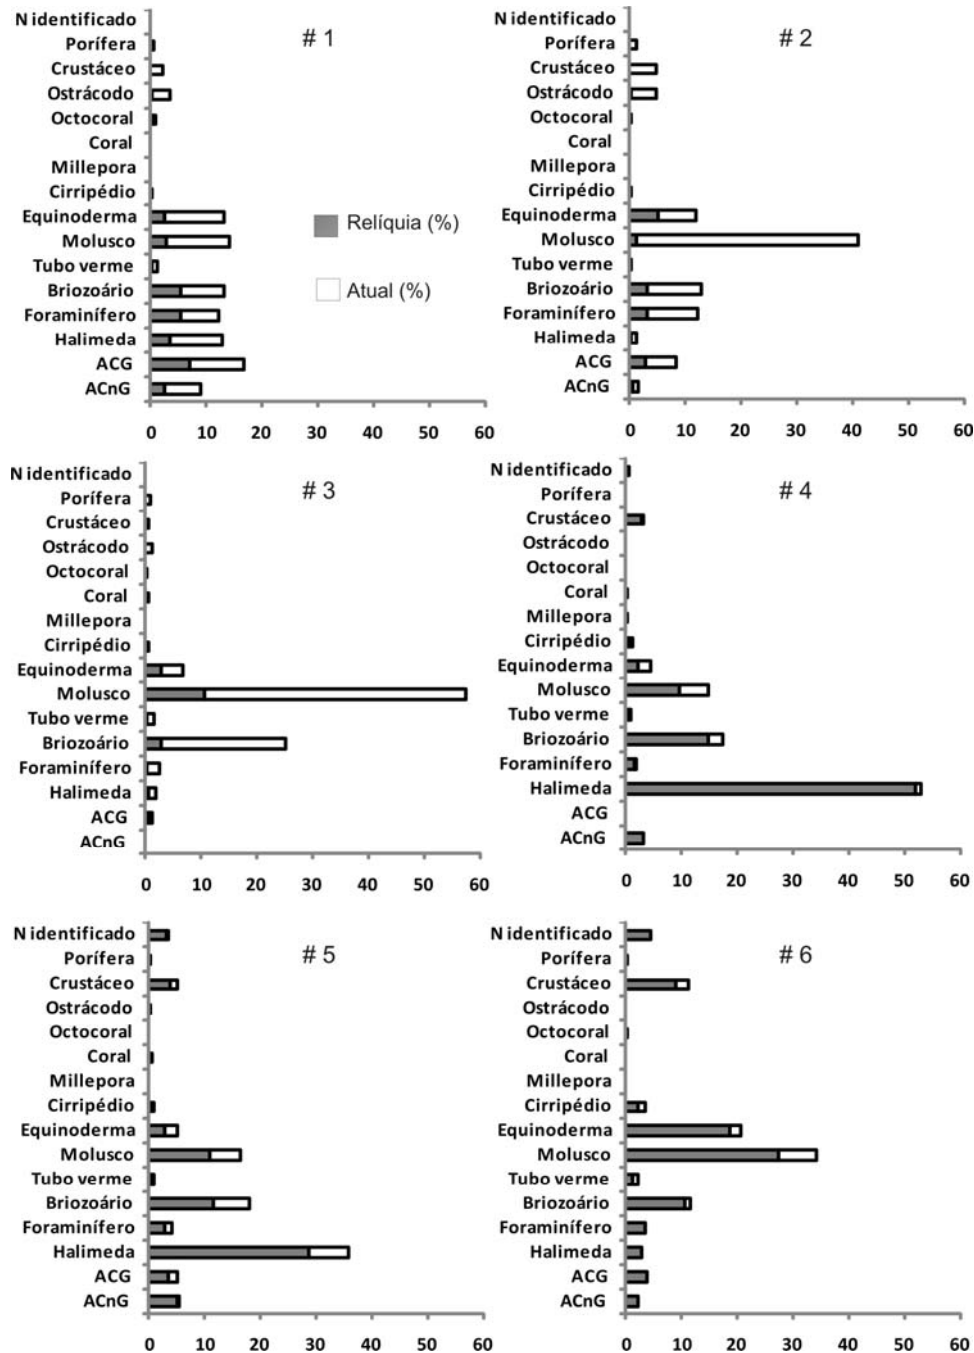 # 1
N identificado
Porífera
Crustáceo
Ostrácodo
Octocoral
Coral
Millepora
Cirripédio
Equinoderma
Molusco
Tubo verme
Briozoário
Foraminífero
Halimeda
ACG
ACnG
Relíquia (%)
Atual (%)
0 10 20 30 40 50 60
# 2
N identificado
Porífera
Crustáceo
Ostrácodo
Octocoral
Coral
Millepora
Cirripédio
Equinoderma
Molusco
Tubo verme
Briozoário
Foraminífero
Halimeda
ACG
ACnG
0 10 20 30 40 50 60
# 3
N identificado
Porífera
Crustáceo
Ostrácodo
Octocoral
Coral
Millepora
Cirripédio
Equinoderma
Molusco
Tubo verme
Briozoário
Foraminífero
Halimeda
ACG
ACnG
0 10 20 30 40 50 60
# 4
N identificado
Porífera
Crustáceo
Ostrácodo
Octocoral
Coral
Millepora
Cirripédio
Equinoderma
Molusco
Tubo verme
Briozoário
Foraminífero
Halimeda
ACG
ACnG
0 10 20 30 40 50 60
# 5
N identificado
Porífera
Crustáceo
Ostrácodo
Octocoral
Coral
Millepora
Cirripédio
Equinoderma
Molusco
Tubo verme
Briozoário
Foraminífero
Halimeda
ACG
ACnG
0 10 20 30 40 50 60
# 6
N identificado
Porífera
Crustáceo
Ostrácodo
Octocoral
Coral
Millepora
Cirripédio
Equinoderma
Molusco
Tubo verme
Briozoário
Foraminífero
Halimeda
ACG
ACnG
0 10 20 30 40 50 60